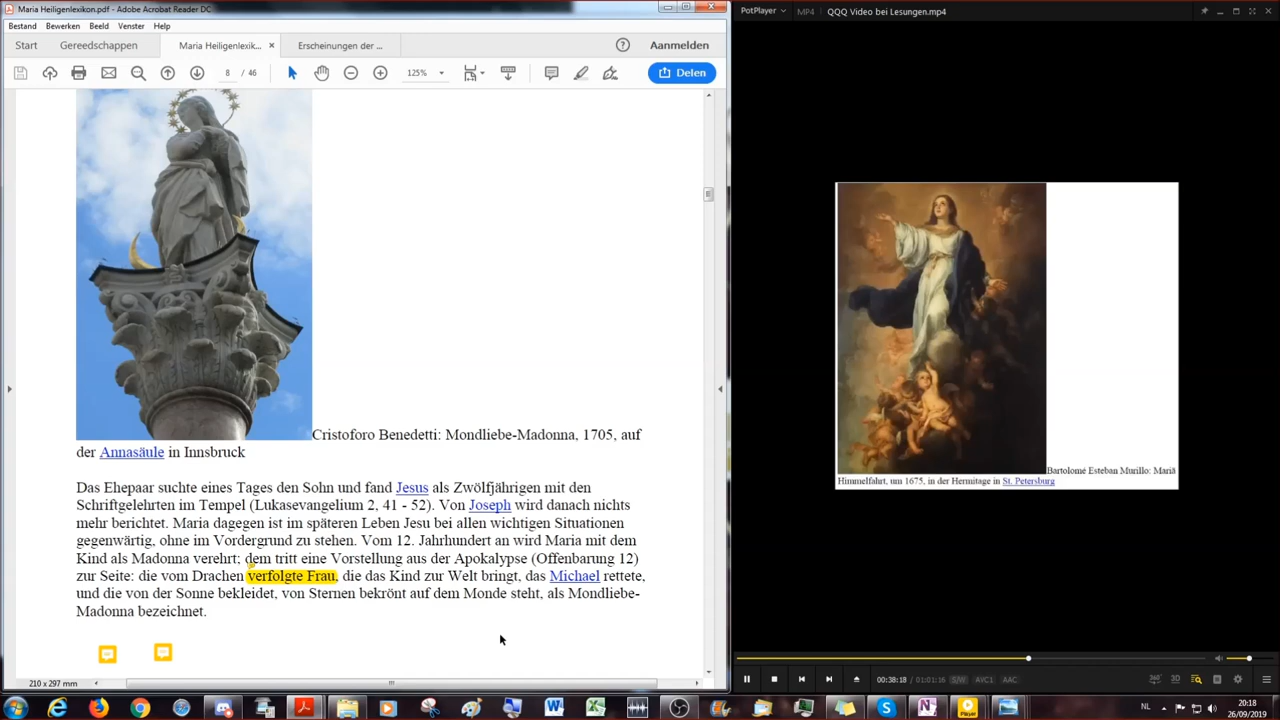 Maria Heiligenlexikon.pdf - Adobe Acrobat Reader DC
Bestand Bewerken Beeld Venster Help
Start Gereedschappen Maria Heiligenlexik... × Erscheinungen der ... Aanmelden
8 / 46 125% Delen
Cristoforo Benedetti: Mondliebe-Madonna, 1705, auf
der Annasäule in Innsbruck
Das Ehepaar suchte eines Tages den Sohn und fand Jesus als Zwölfjährigen mit den
Schriftgelehrten im Tempel (Lukasevangelium 2, 41 - 52). Von Joseph wird danach nichts
mehr berichtet. Maria dagegen ist im späteren Leben Jesu bei allen wichtigen Situationen
gegenwärtig, ohne im Vordergrund zu stehen. Vom 12. Jahrhundert an wird Maria mit dem
Kind als Madonna verehrt; dem tritt eine Vorstellung aus der Apokalypse (Offenbarung 12)
zur Seite: die vom Drachen verfolgte Frau, die das Kind zur Welt bringt, das Michael rettete,
und die von der Sonne bekleidet, von Sternen bekrönt auf dem Monde steht, als Mondliebe-
Madonna bezeichnet.
210 x 297 mm
PotPlayer MP4 QQQ Video bei Lesungen.mp4
Bartolomé Esteban Murillo: Mariä
Himmelfahrt, um 1675, in der Hermitage in St. Petersburg
00:38:18 / 01:01:16 S/W AVC1 AAC
360° 3D
NL 20:18
26/09/2019